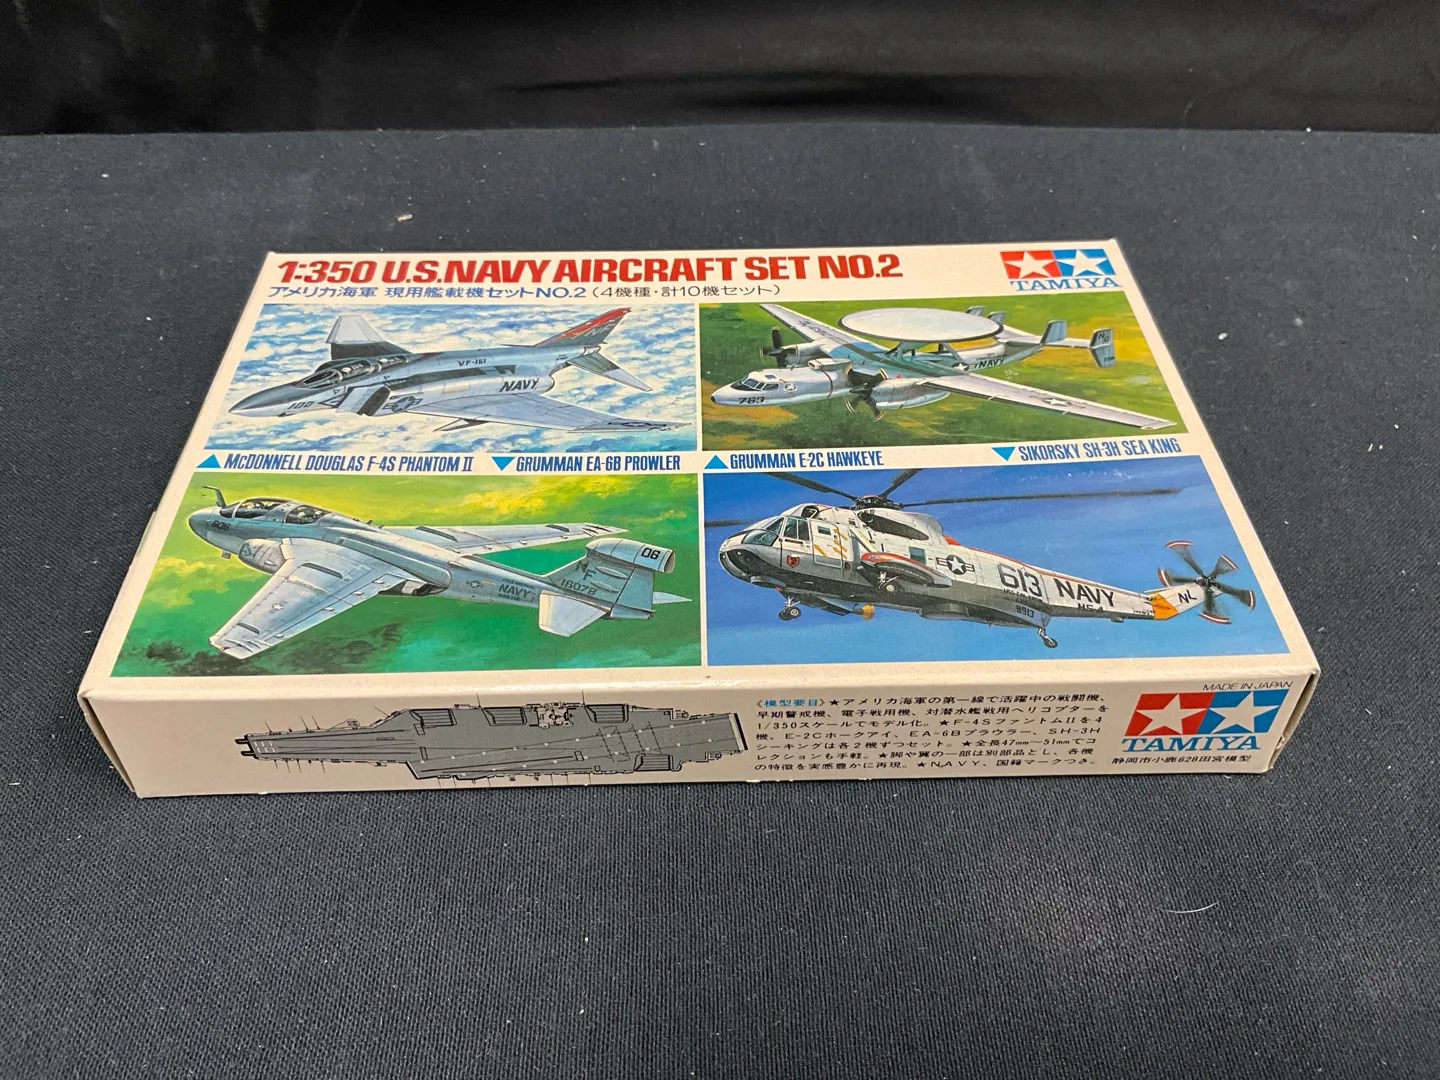 1:350 U.S.NAVY AIRCRAFT SET NO.2
アメリカ海軍 現用艦載機セットNO.2（4機種・計10機セット）
TAMIYA
VF-161
NAVY
100
NF
NAVY
763
McDONNELL DOUGLAS F-4S PHANTOM II
GRUMMAN EA-6B PROWLER
GRUMMAN E-2C HAWKEYE
SIKORSKY SH-3H SEA KING
606
06
NF
16078
NAVY
613 NAVY
8913
HS-4
NL
MADE IN JAPAN
《模型要目》★アメリカ海軍の第一線で活躍中の戦闘機、
早期警戒機、電子戦用機、対潜水艦戦用ヘリコプターを
1/350スケールでモデル化。★F-4SファントムIIを4
機、E-2Cホークアイ、EA-6Bプラウラー、SH-3H
シーキングは各2機ずつセット。★全長47mm〜51mmでコ
レクションも手軽。★脚や翼の一部は別部品とし、各機
の特徴を実感豊かに再現。★NAVY、国籍マークつき。
TAMIYA
静岡市小鹿628田宮模型